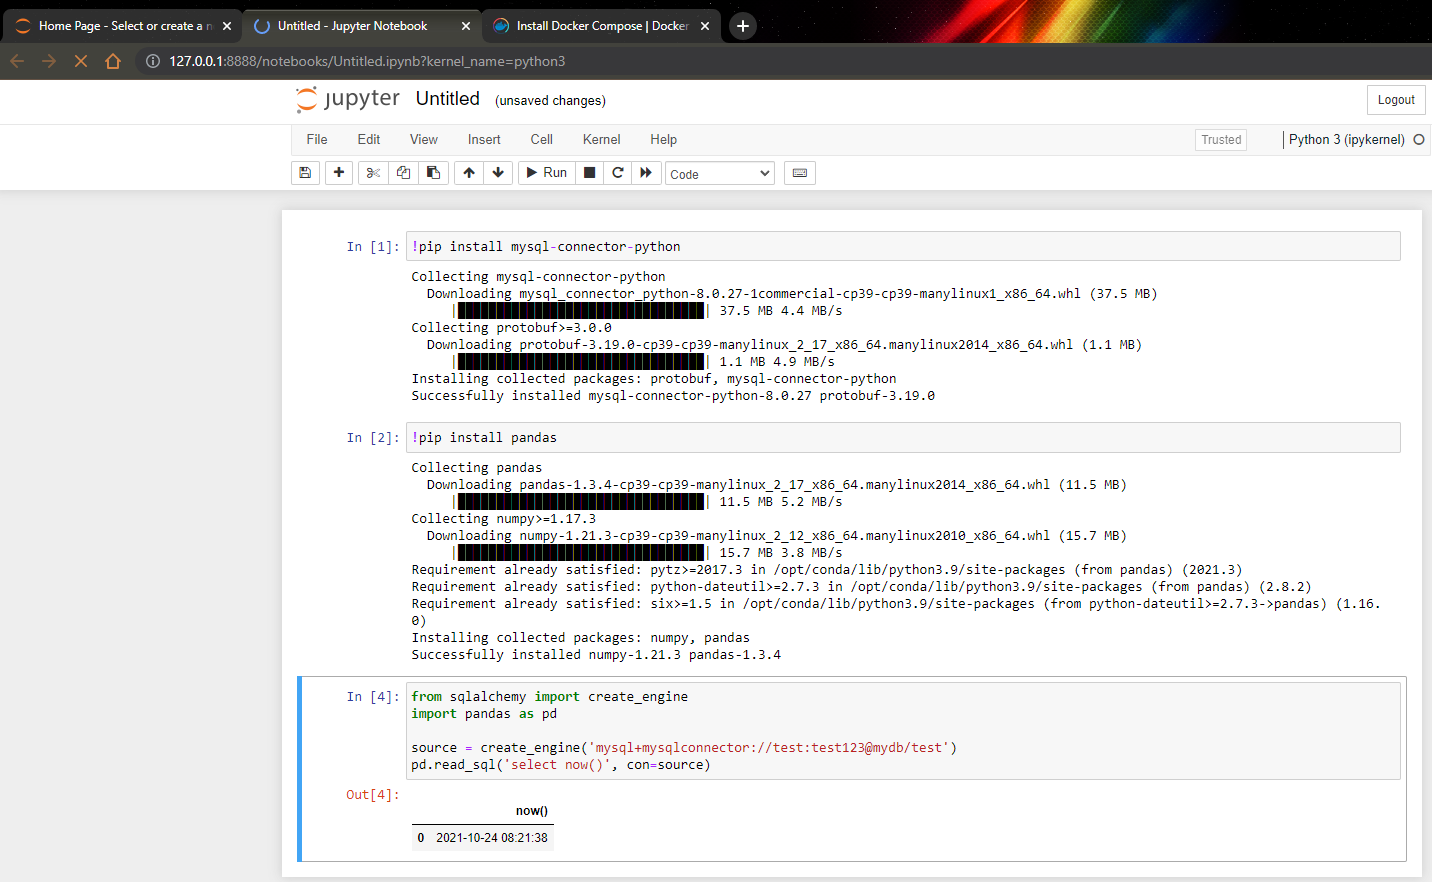 Home Page - Select or create a n
Untitled - Jupyter Notebook
Install Docker Compose | Docker
127.0.0.1:8888/notebooks/Untitled.ipynb?kernel_name=python3
jupyter Untitled (unsaved changes)
Logout
File Edit View Insert Cell Kernel Help
Trusted
Python 3 (ipykernel)
Run
Code
In [1]: !pip install mysql-connector-python
Collecting mysql-connector-python
Downloading mysql_connector_python-8.0.27-1commercial-cp39-cp39-manylinux1_x86_64.whl (37.5 MB)
| | 37.5 MB 4.4 MB/s
Collecting protobuf>=3.0.0
Downloading protobuf-3.19.0-cp39-cp39-manylinux_2_17_x86_64.manylinux2014_x86_64.whl (1.1 MB)
| | 1.1 MB 4.9 MB/s
Installing collected packages: protobuf, mysql-connector-python
Successfully installed mysql-connector-python-8.0.27 protobuf-3.19.0
In [2]: !pip install pandas
Collecting pandas
Downloading pandas-1.3.4-cp39-cp39-manylinux_2_17_x86_64.manylinux2014_x86_64.whl (11.5 MB)
| | 11.5 MB 5.2 MB/s
Collecting numpy>=1.17.3
Downloading numpy-1.21.3-cp39-cp39-manylinux_2_12_x86_64.manylinux2010_x86_64.whl (15.7 MB)
| | 15.7 MB 3.8 MB/s
Requirement already satisfied: pytz>=2017.3 in /opt/conda/lib/python3.9/site-packages (from pandas) (2021.3)
Requirement already satisfied: python-dateutil>=2.7.3 in /opt/conda/lib/python3.9/site-packages (from pandas) (2.8.2)
Requirement already satisfied: six>=1.5 in /opt/conda/lib/python3.9/site-packages (from python-dateutil>=2.7.3->pandas) (1.16.
0)
Installing collected packages: numpy, pandas
Successfully installed numpy-1.21.3 pandas-1.3.4
In [4]: from sqlalchemy import create_engine
import pandas as pd
source = create_engine('mysql+mysqlconnector://test:test123@mydb/test')
pd.read_sql('select now()', con=source)
Out[4]:
now()
0 2021-10-24 08:21:38